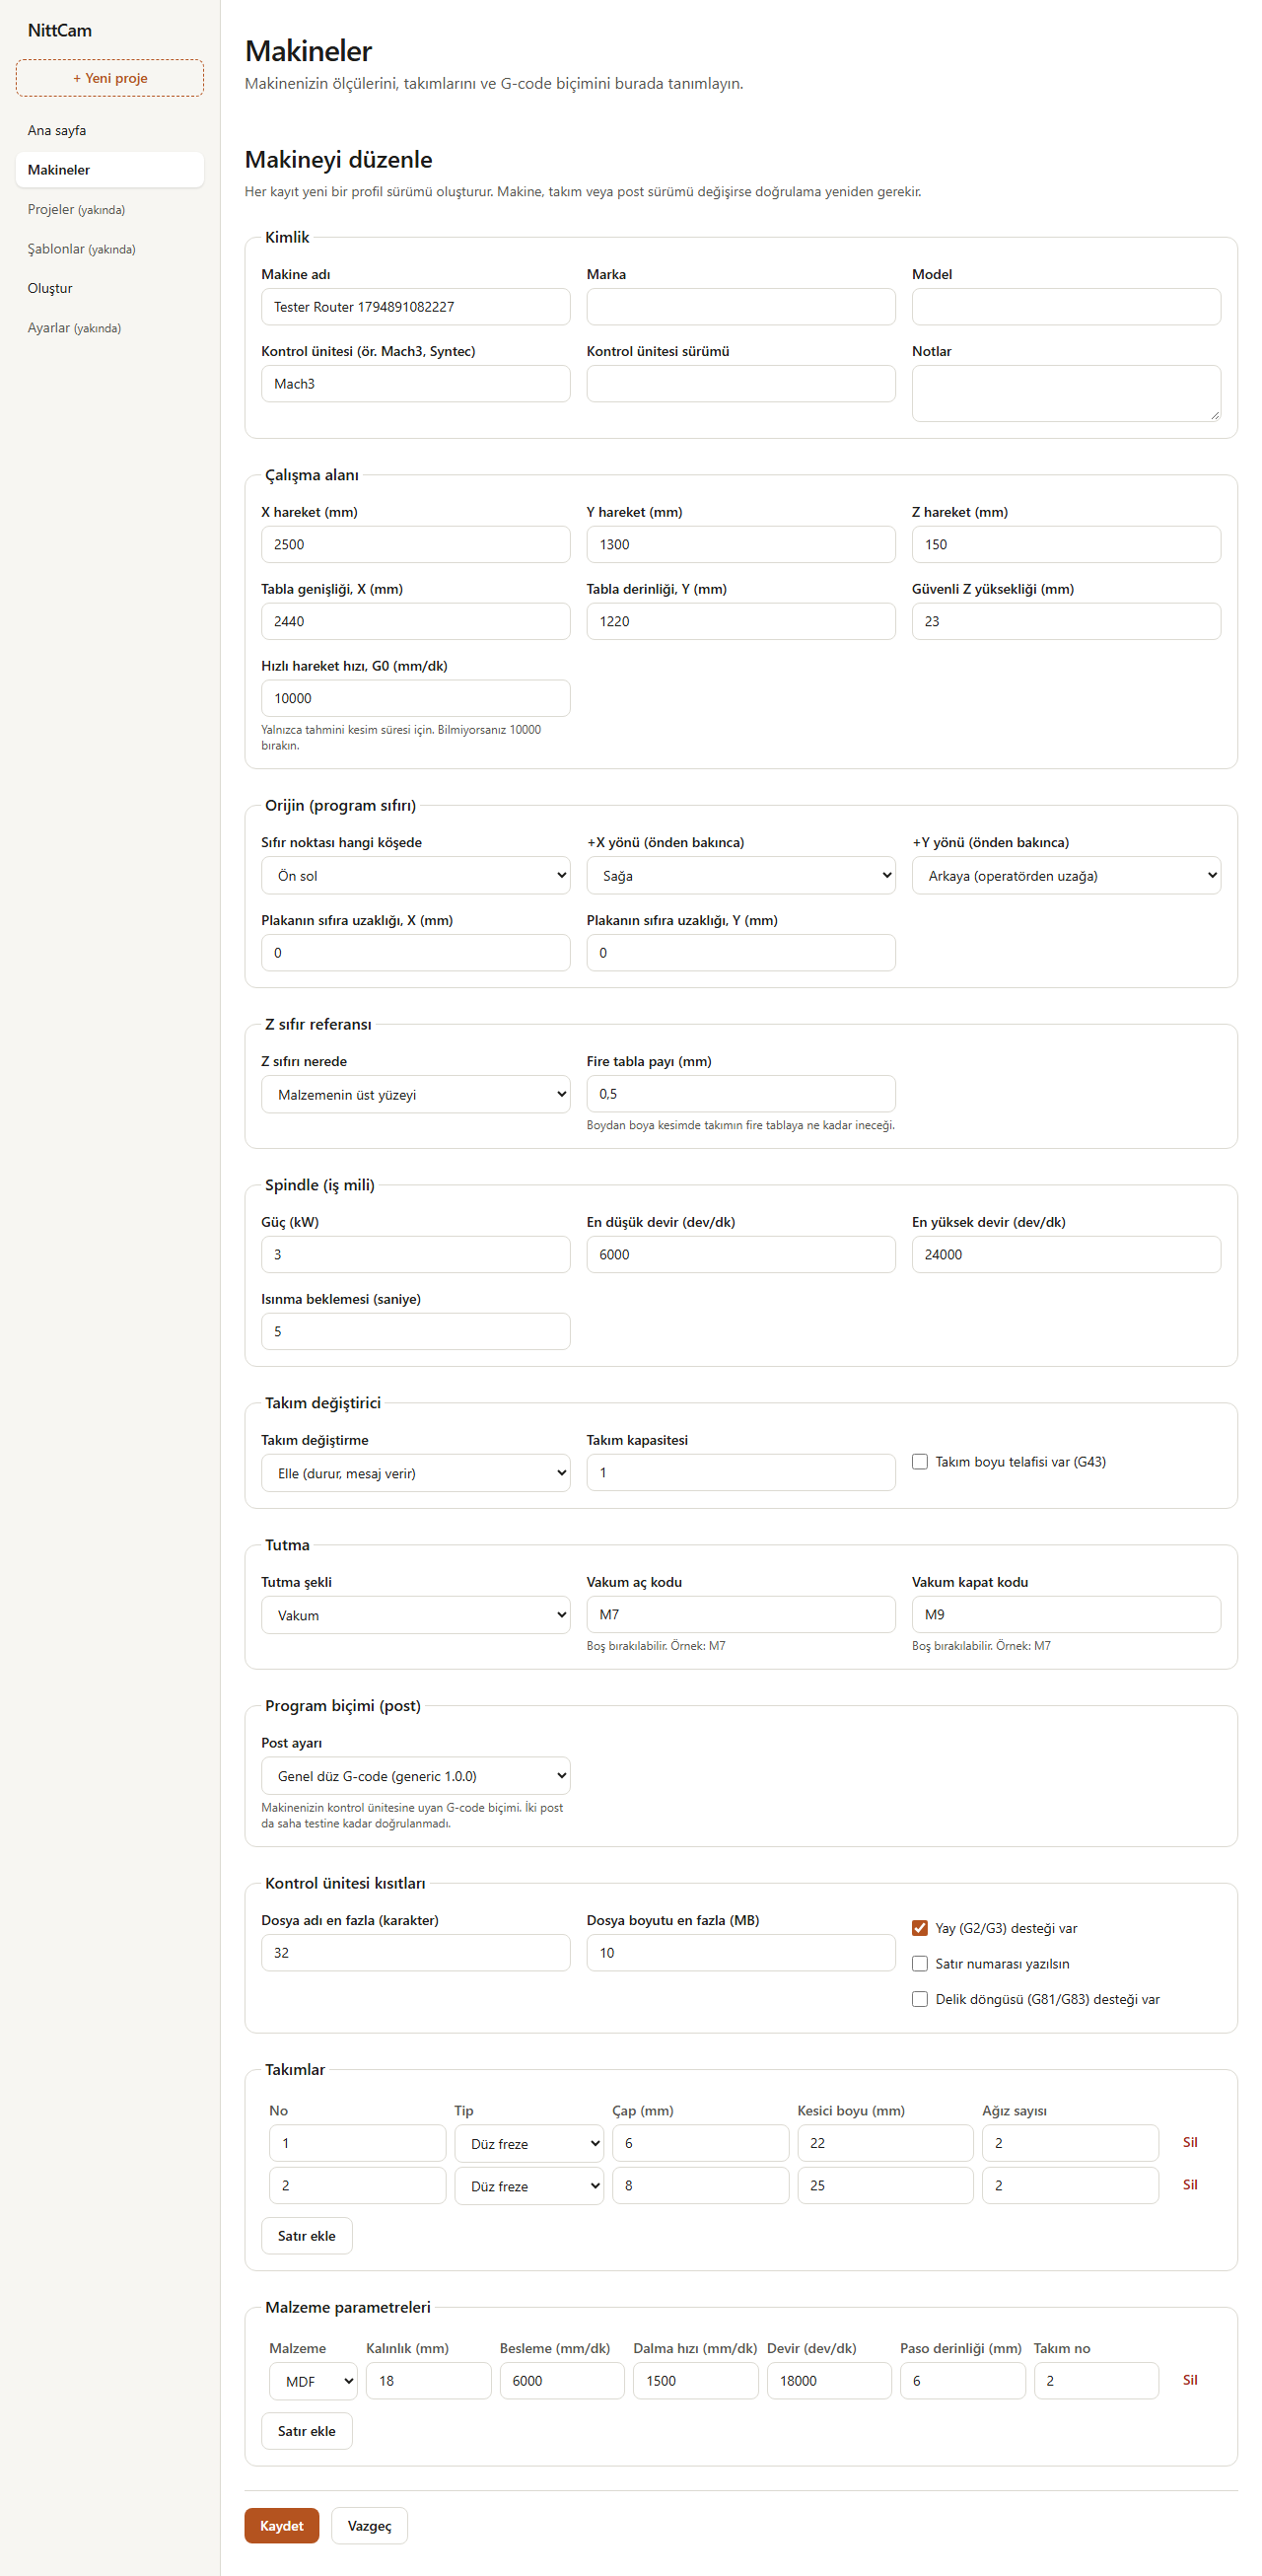 NittCam
+ Yeni proje
Ana sayfa
Makineler
Projeler (yakında)
Şablonlar (yakında)
Oluştur
Ayarlar (yakında)
Makineler
Makinenizin ölçülerini, takımlarını ve G-code biçimini burada tanımlayın.
Makineyi düzenle
Her kayıt yeni bir profil sürümü oluşturur. Makine, takım veya post sürümü değişirse doğrulama yeniden gerekir.
Kimlik
Makine adı Marka Model
Tester Router 1794891082227
Kontrol ünitesi (ör. Mach3, Syntec) Kontrol ünitesi sürümü Notlar
Mach3
Çalışma alanı
X hareket (mm) Y hareket (mm) Z hareket (mm)
2500 1300 150
Tabla genişliği, X (mm) Tabla derinliği, Y (mm) Güvenli Z yüksekliği (mm)
2440 1220 23
Hızlı hareket hızı, G0 (mm/dk)
10000
Yalnızca tahmini kesim süresi için. Bilmiyorsanız 10000
bırakın.
Orijin (program sıfırı)
Sıfır noktası hangi köşede +X yönü (önden bakınca) +Y yönü (önden bakınca)
Ön sol Sağa Arkaya (operatörden uzağa)
Plakanın sıfıra uzaklığı, X (mm) Plakanın sıfıra uzaklığı, Y (mm)
0 0
Z sıfır referansı
Z sıfırı nerede Fire tabla payı (mm)
Malzemenin üst yüzeyi 0,5
Boydan boya kesimde takımın fire tablaya ne kadar ineceği.
Spindle (iş mili)
Güç (kW) En düşük devir (dev/dk) En yüksek devir (dev/dk)
3 6000 24000
Isınma beklemesi (saniye)
5
Takım değiştirici
Takım değiştirme Takım kapasitesi
Elle (durur, mesaj verir) 1 Takım boyu telafisi var (G43)
Tutma
Tutma şekli Vakum aç kodu Vakum kapat kodu
Vakum M7 M9
Boş bırakılabilir. Örnek: M7 Boş bırakılabilir. Örnek: M7
Program biçimi (post)
Post ayarı
Genel düz G-code (generic 1.0.0)
Makinenizin kontrol ünitesine uyan G-code biçimi. İki post
da saha testine kadar doğrulanmadı.
Kontrol ünitesi kısıtları
Dosya adı en fazla (karakter) Dosya boyutu en fazla (MB)
32 10
Yay (G2/G3) desteği var
Satır numarası yazılsın
Delik döngüsü (G81/G83) desteği var
Takımlar
No Tip Çap (mm) Kesici boyu (mm) Ağız sayısı
1 Düz freze 6 22 2 Sil
2 Düz freze 8 25 2 Sil
Satır ekle
Malzeme parametreleri
Malzeme Kalınlık (mm) Besleme (mm/dk) Dalma hızı (mm/dk) Devir (dev/dk) Paso derinliği (mm) Takım no
MDF 18 6000 1500 18000 6 2 Sil
Satır ekle
Kaydet Vazgeç